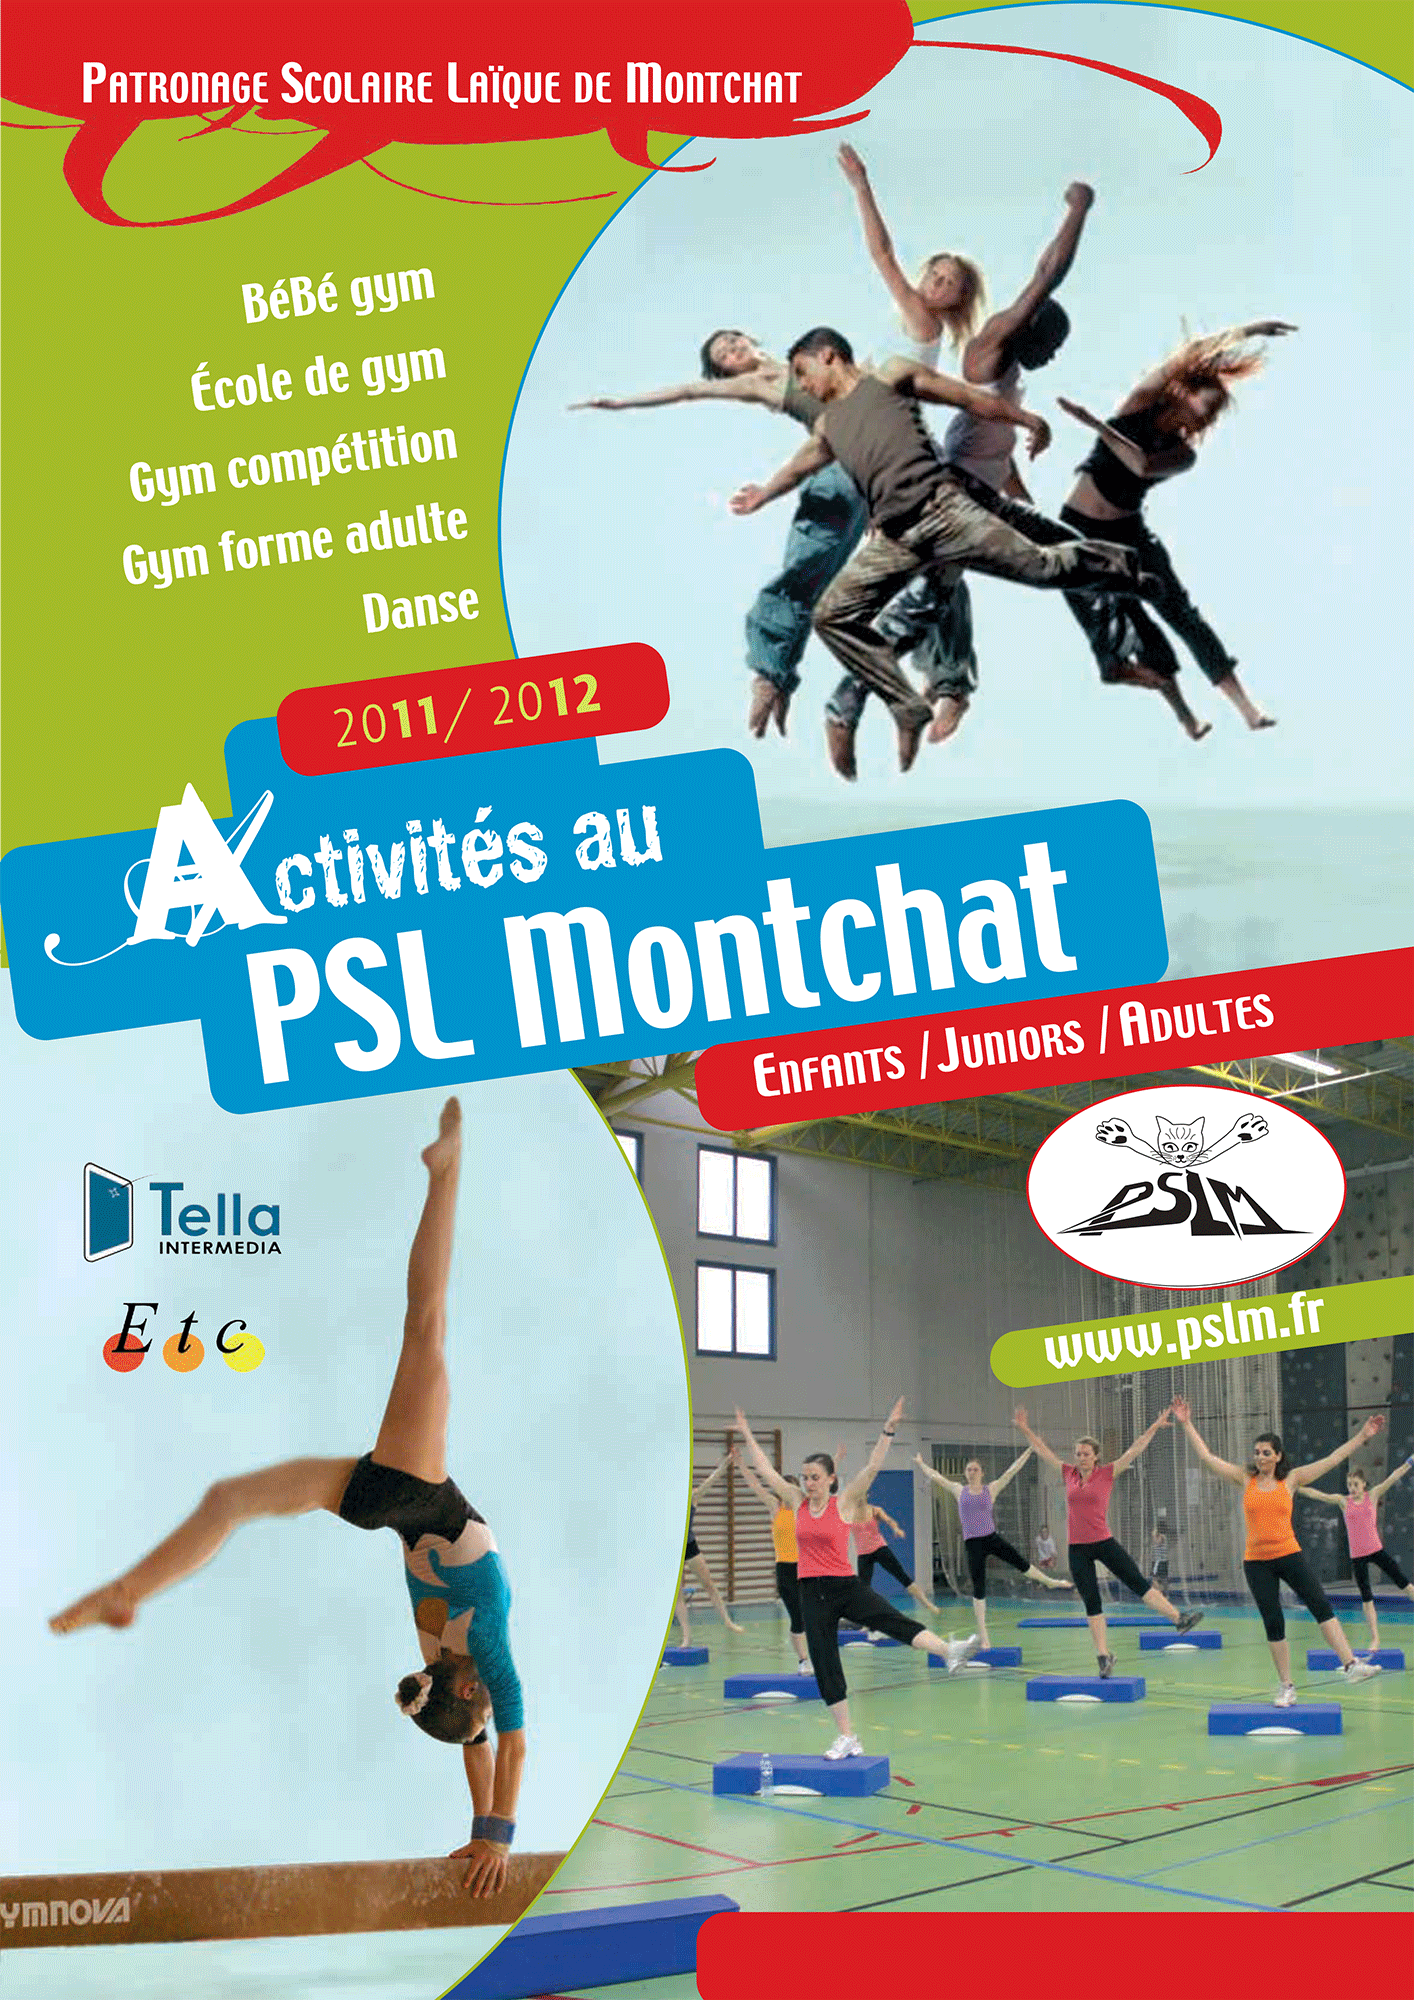 Patronage Scolaire Laïque de Montchat
BéBé gym
École de gym
Gym compétition
Gym forme adulte
Danse
2011/ 2012
Activités au
PSL Montchat
Enfants / Juniors / Adultes
PSLM
www.pslm.fr
Tella
INTERMEDIA
Etc
YMNOVA